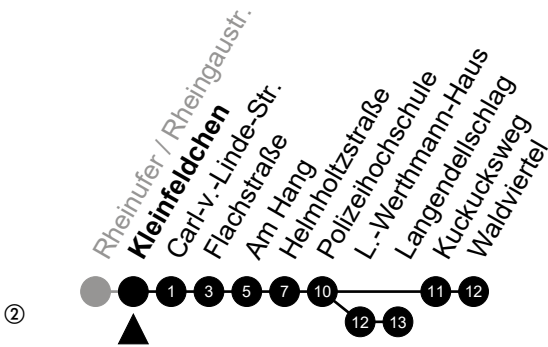 Rheinufer / Rheingaustr.
Kleinfeldchen
Carl-v.-Linde-Str.
Flachstraße
Am Hang
Helmholtzstraße
Polizeihochschule
L.-Werthmann-Haus
Langendellschlag
Kuckucksweg
Waldviertel
1 3 5 7 10 11 12
② 12 13